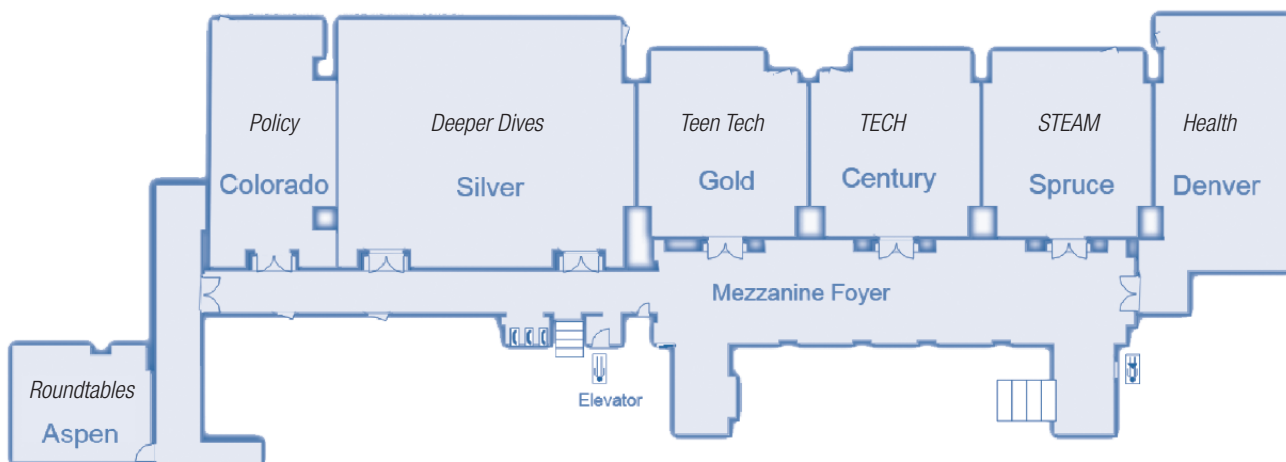 Policy
Colorado
Deeper Dives
Silver
Teen Tech
Gold
TECH
Century
STEAM
Spruce
Health
Denver
Mezzanine Foyer
Elevator
Roundtables
Aspen